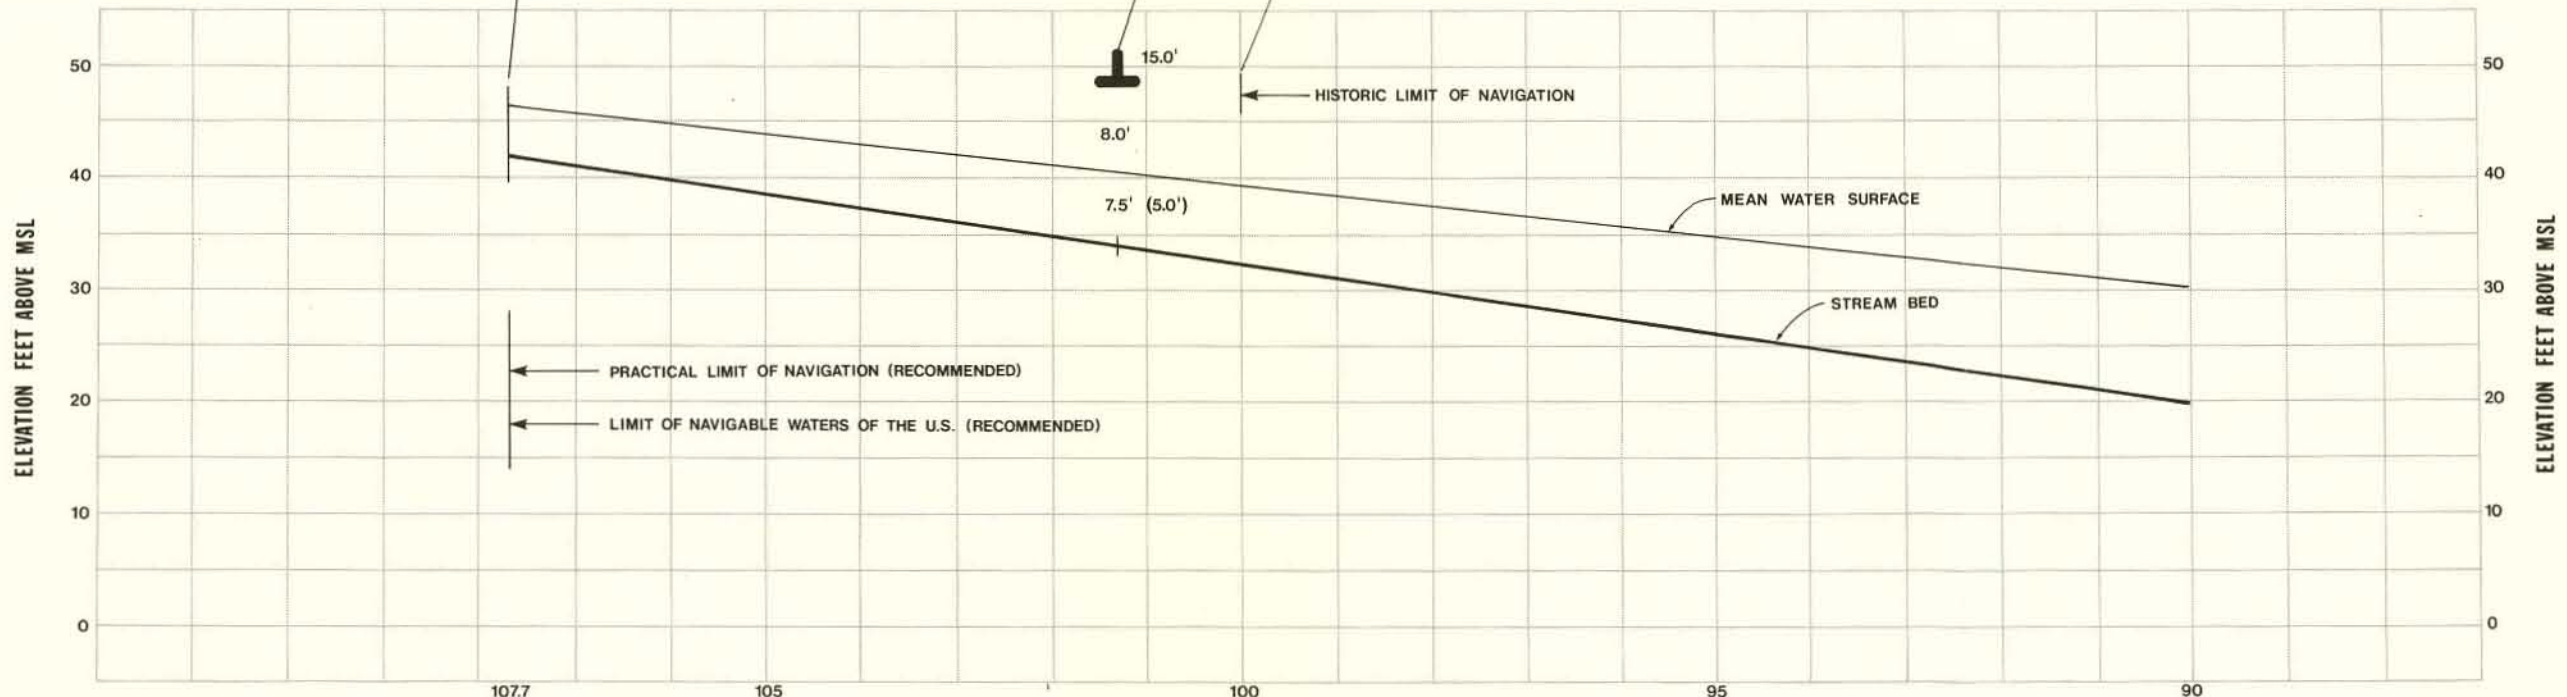 50
40
30
20
10
0
ELEVATION FEET ABOVE MSL
15.0'
HISTORIC LIMIT OF NAVIGATION
8.0'
7.5' (5.0')
MEAN WATER SURFACE
STREAM BED
PRACTICAL LIMIT OF NAVIGATION (RECOMMENDED)
LIMIT OF NAVIGABLE WATERS OF THE U.S. (RECOMMENDED)
50
40
30
20
10
0
ELEVATION FEET ABOVE MSL
107.7
105
100
95
90